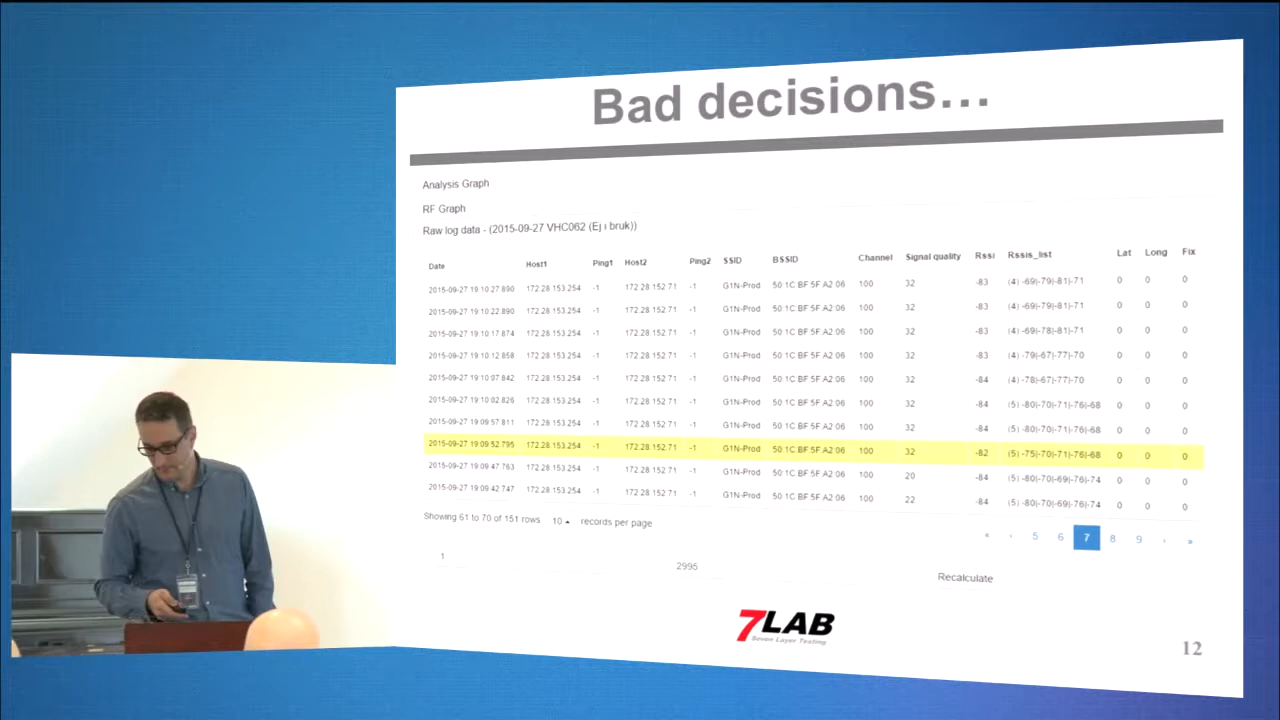 Bad decisions...
Analysis Graph
RF Graph
Raw log data - (2015-09-27 VHC062 (Ej i bruk))
Date Host1 Ping1 Host2 Ping2 SSID BSSID Channel Signal quality Rssi Rssis_list Lat Long Fix
2015-09-27 19:10:27.890 172.28.153.254 -1 172.28.152.71 -1 G1N-Prod 50:1C:BF:5F:A2:06 100 32 -83 (4) -69|-79|-81|-71 0 0 0
2015-09-27 19:10:22.890 172.28.153.254 -1 172.28.152.71 -1 G1N-Prod 50:1C:BF:5F:A2:06 100 32 -83 (4) -69|-79|-81|-71 0 0 0
2015-09-27 19:10:17.874 172.28.153.254 -1 172.28.152.71 -1 G1N-Prod 50:1C:BF:5F:A2:06 100 32 -83 (4) -69|-78|-81|-71 0 0 0
2015-09-27 19:10:12.858 172.28.153.254 -1 172.28.152.71 -1 G1N-Prod 50:1C:BF:5F:A2:06 100 32 -83 (4) -79|-67|-77|-70 0 0 0
2015-09-27 19:10:07.842 172.28.153.254 -1 172.28.152.71 -1 G1N-Prod 50:1C:BF:5F:A2:06 100 32 -84 (4) -78|-67|-77|-70 0 0 0
2015-09-27 19:10:02.826 172.28.153.254 -1 172.28.152.71 -1 G1N-Prod 50:1C:BF:5F:A2:06 100 32 -84 (5) -80|-70|-71|-76|-68 0 0 0
2015-09-27 19:09:57.811 172.28.153.254 -1 172.28.152.71 -1 G1N-Prod 50:1C:BF:5F:A2:06 100 32 -84 (5) -80|-70|-71|-76|-68 0 0 0
2015-09-27 19:09:52.795 172.28.153.254 -1 172.28.152.71 -1 G1N-Prod 50:1C:BF:5F:A2:06 100 32 -82 (5) -75|-70|-71|-76|-68 0 0 0
2015-09-27 19:09:47.763 172.28.153.254 -1 172.28.152.71 -1 G1N-Prod 50:1C:BF:5F:A2:06 100 20 -84 (5) -80|-70|-69|-76|-74 0 0 0
2015-09-27 19:09:42.747 172.28.153.254 -1 172.28.152.71 -1 G1N-Prod 50:1C:BF:5F:A2:06 100 22 -84 (5) -80|-70|-69|-76|-74 0 0 0
Showing 61 to 70 of 151 rows 10 records per page
« ‹ 5 6 7 8 9 › »
1
2995
Recalculate
7LAB
Seven Layer Testing
12